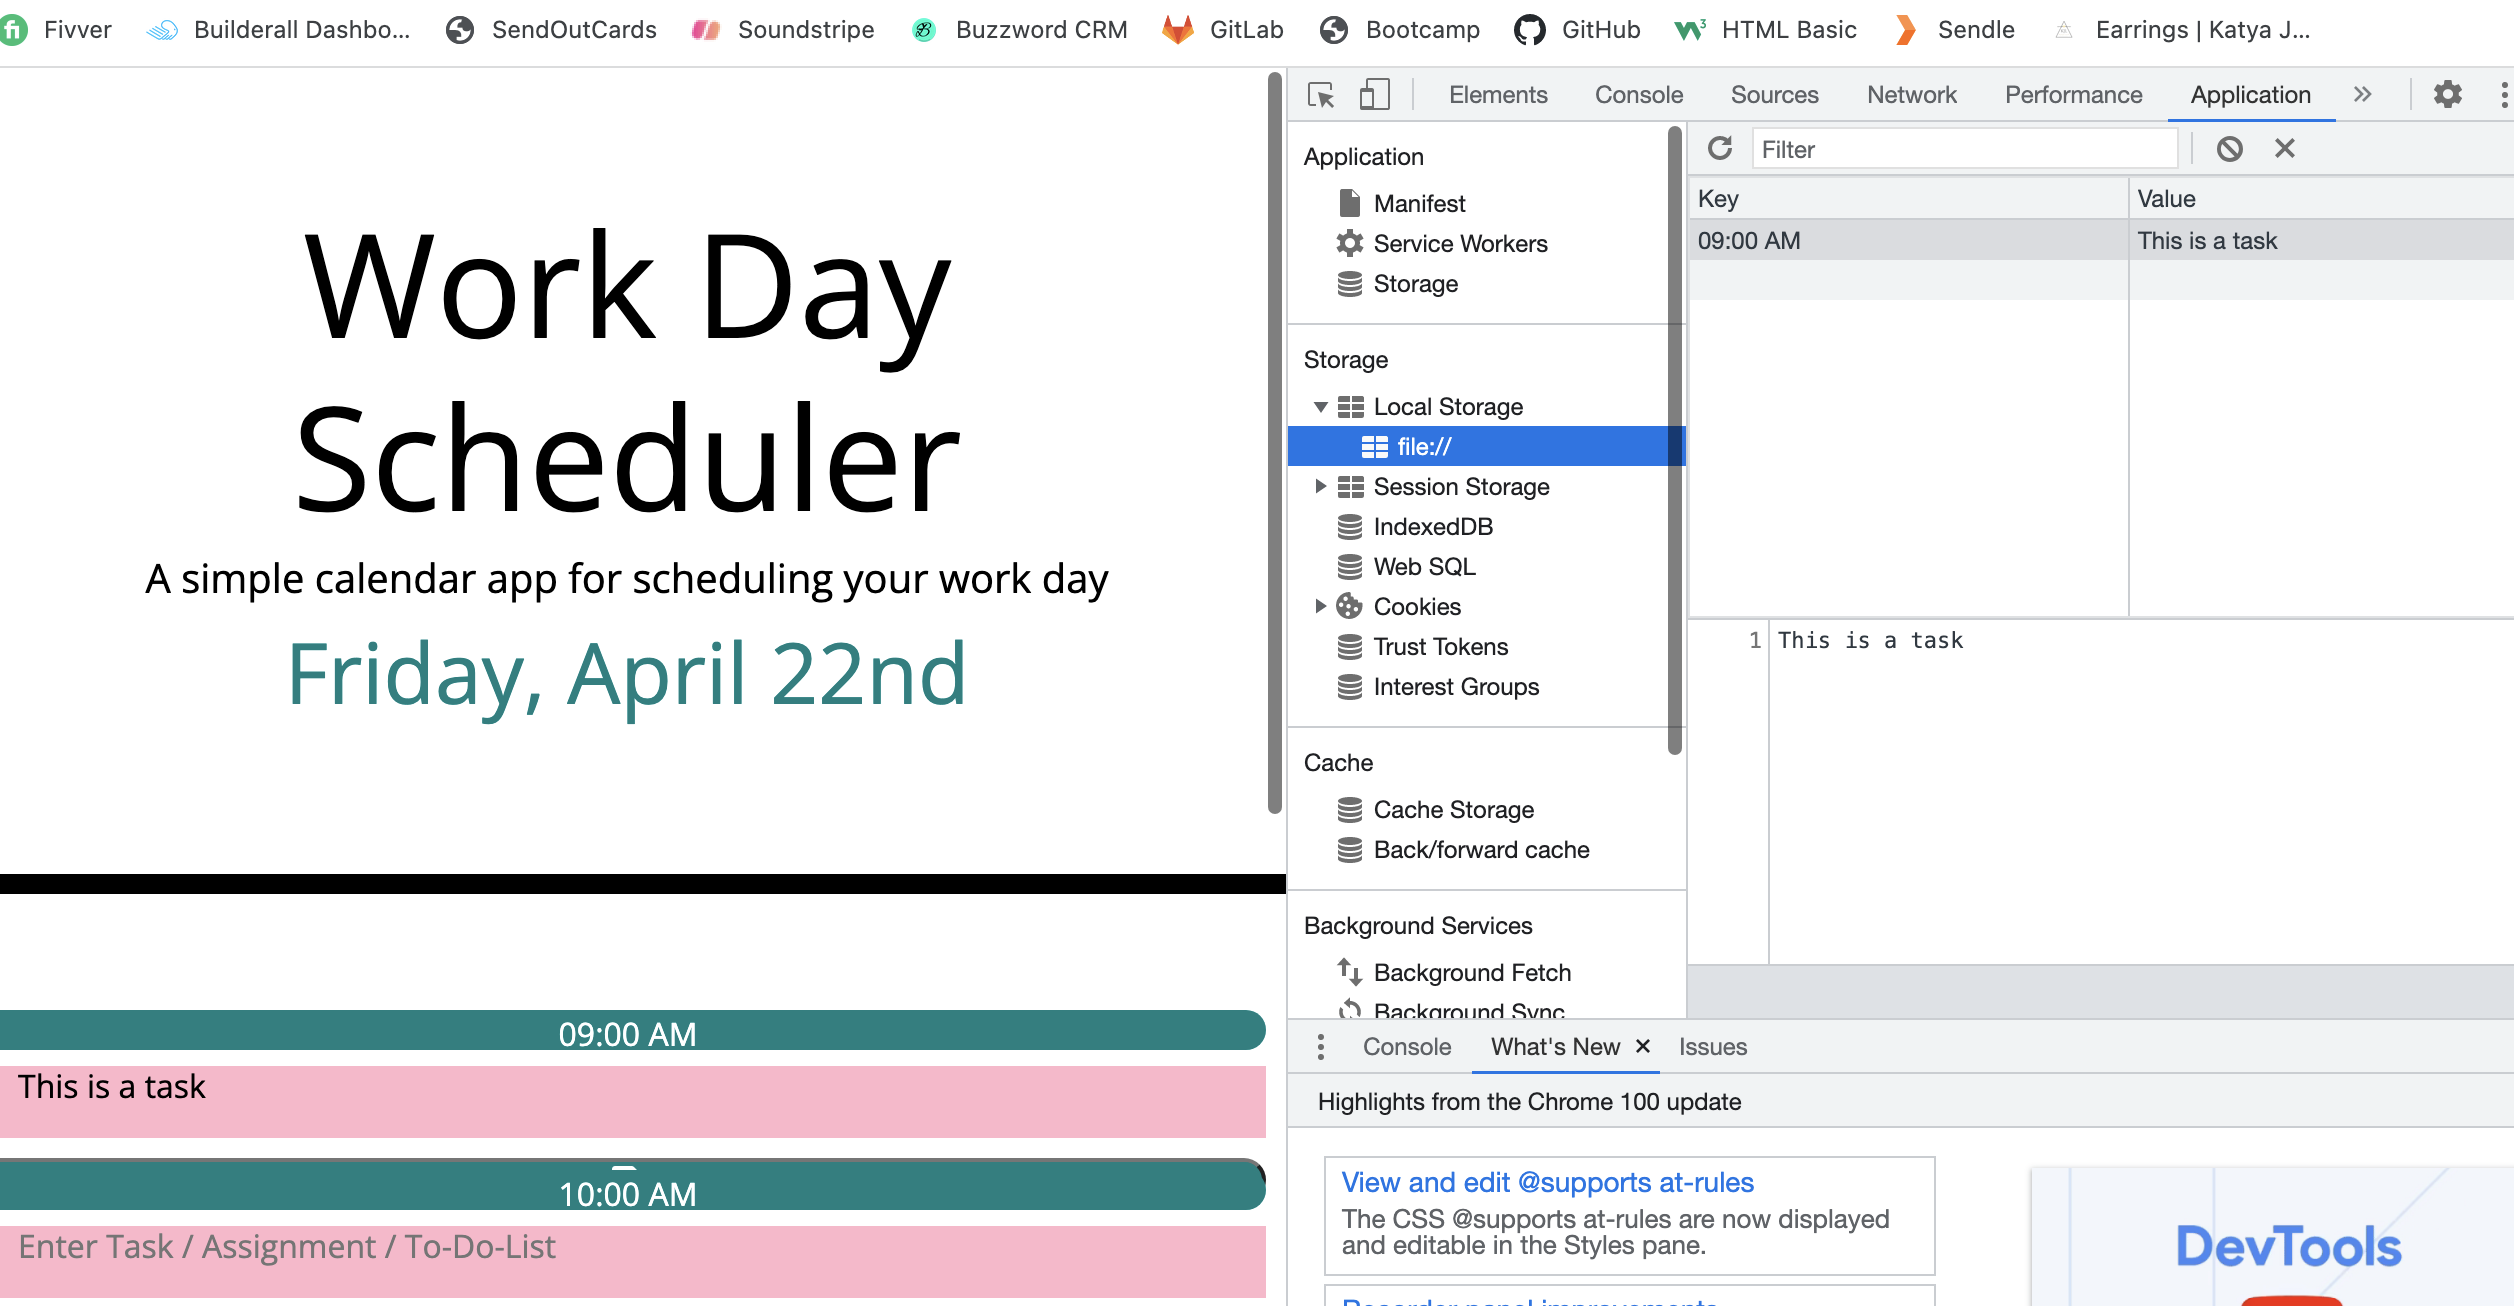 Fivver Builderall Dashbo... SendOutCards Soundstripe Buzzword CRM GitLab Bootcamp GitHub HTML Basic Sendle Earrings | Katya J...
Work Day
Scheduler
A simple calendar app for scheduling your work day
Friday, April 22nd
09:00 AM
This is a task
10:00 AM
Enter Task / Assignment / To-Do-List
Elements Console Sources Network Performance Application
Application
Manifest
Service Workers
Storage
Storage
Local Storage
file://
Session Storage
IndexedDB
Web SQL
Cookies
Trust Tokens
Interest Groups
Cache
Cache Storage
Back/forward cache
Background Services
Background Fetch
Background Sync
Filter
Key Value
09:00 AM This is a task
1 This is a task
Console What's New Issues
Highlights from the Chrome 100 update
View and edit @supports at-rules
The CSS @supports at-rules are now displayed
and editable in the Styles pane.
Recorder panel improvements
DevTools